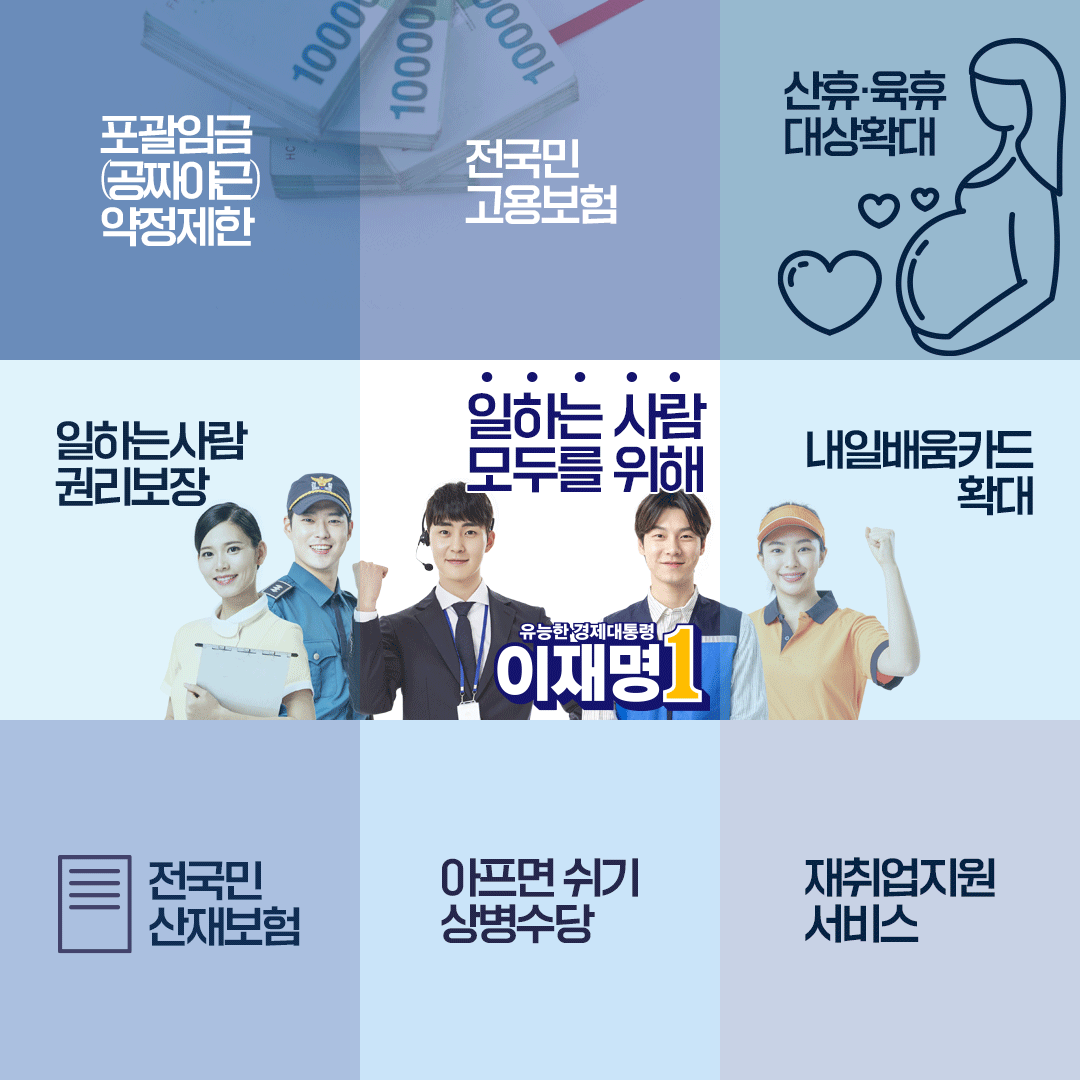 10000
10000
10000
포괄임금
(공짜야근)
약정제한
전국민
고용보험
산휴·육휴
대상확대
일하는사람
권리보장
일하는 사람
모두를 위해
유능한 경제대통령
이재명1
내일배움카드
확대
전국민
산재보험
아프면 쉬기
상병수당
재취업지원
서비스